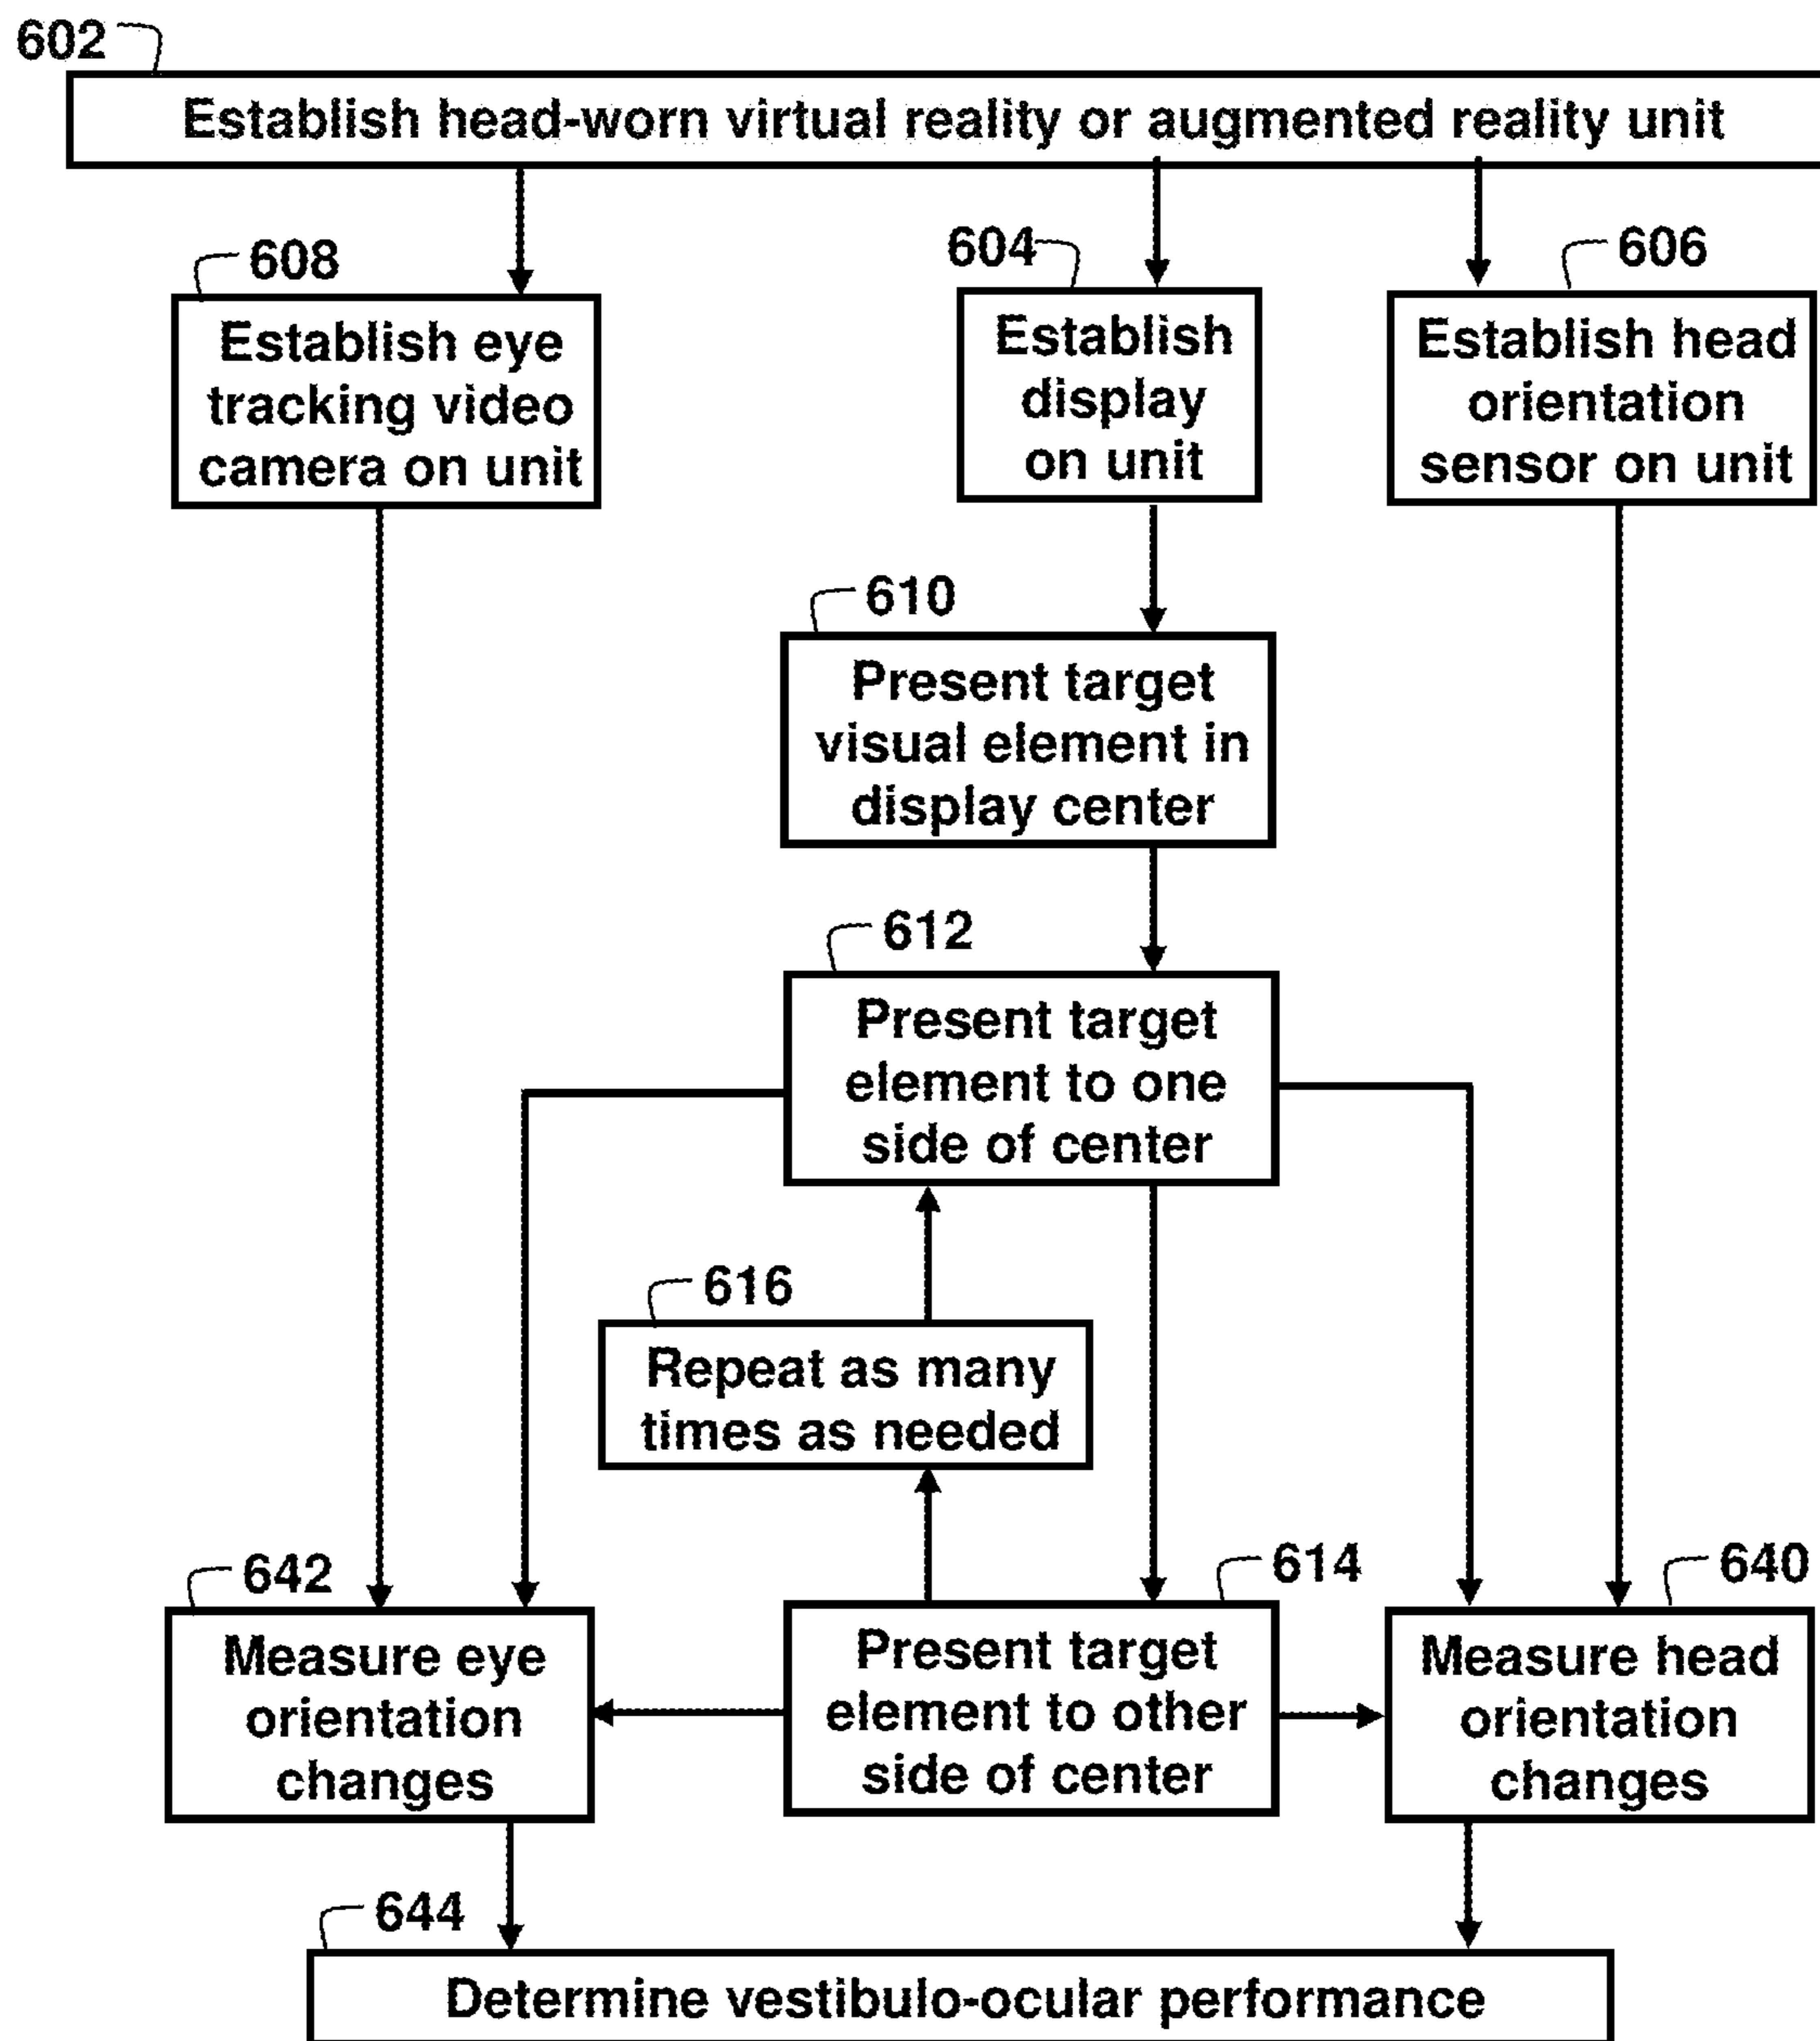 602
Establish head-worn virtual reality or augmented reality unit
608
Establish eye
tracking video
camera on unit
604
Establish
display
on unit
606
Establish head
orientation
sensor on unit
610
Present target
visual element in
display center
612
Present target
element to one
side of center
616
Repeat as many
times as needed
642
Measure eye
orientation
changes
614
Present target
element to other
side of center
640
Measure head
orientation
changes
644
Determine vestibulo-ocular performance